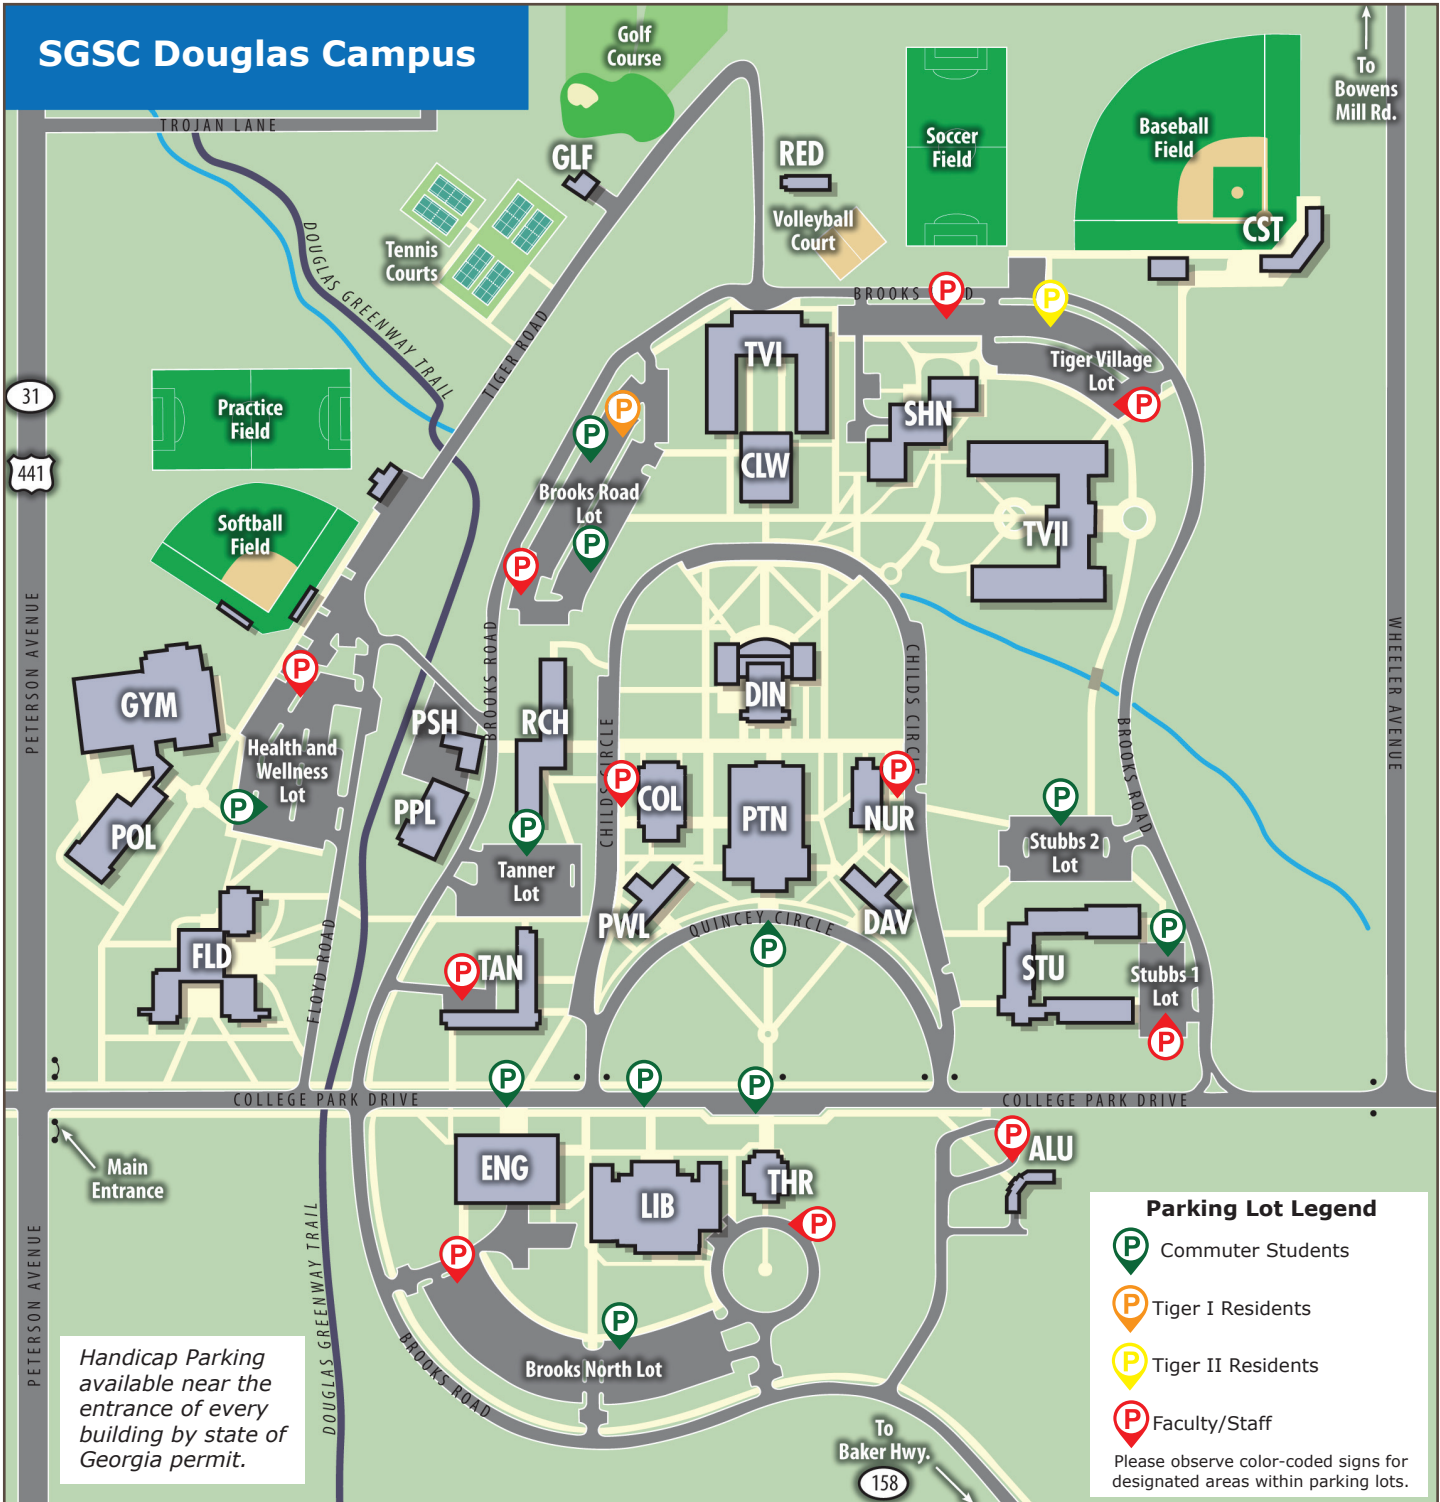 SGSC Douglas Campus
Golf
Course
To
Bowens
Mill Rd.
TROJAN LANE
Soccer
Field
Baseball
Field
GLF
RED
Volleyball
Court
CST
Tennis
Courts
DOUGLAS GREENWAY TRAIL
TIGER ROAD
BROOKS
P
D
P
TVI
Tiger Village
Lot
P
31
441
Practice
Field
P
P
SHN
CLW
Brooks Road
Lot
P
P
TVII
Softball
Field
PETERSON AVENUE
WHEELER AVENUE
BROOKS ROAD
CHILDS CIRCLE
CHILDS CIRCLE
BROOKS ROAD
P
GYM
DIN
PSH
RCH
Health and
Wellness
Lot
P
POL
PPL
P
COL
P
PTN
P
NUR
P
Stubbs 2
Lot
P
Tanner
Lot
PWL
QUINCEY CIRCLE
P
DAV
FLD
FLOYD ROAD
P
TAN
STU
P
Stubbs 1
Lot
P
P
P
P
COLLEGE PARK DRIVE
COLLEGE PARK DRIVE
Main
Entrance
ENG
LIB
THR
P
P
ALU
P
PETERSON AVENUE
DOUGLAS GREENWAY TRAIL
BROOKS ROAD
P
Brooks North Lot
To
Baker Hwy.
158
Handicap Parking
available near the
entrance of every
building by state of
Georgia permit.
Parking Lot Legend
P Commuter Students
P Tiger I Residents
P Tiger II Residents
P Faculty/Staff
Please observe color-coded signs for
designated areas within parking lots.